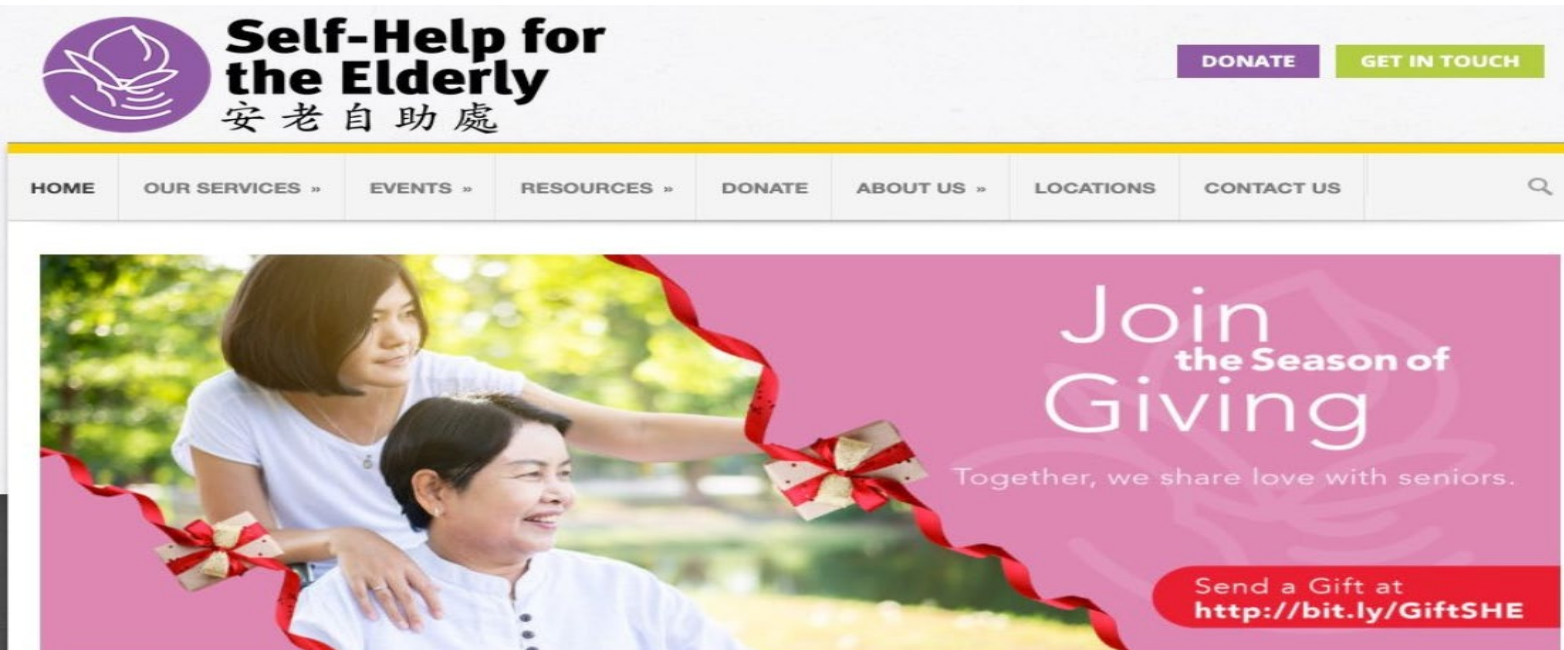 Self-Help for
the Elderly
安老自助處
DONATE
GET IN TOUCH
HOME
OUR SERVICES »
EVENTS »
RESOURCES »
DONATE
ABOUT US »
LOCATIONS
CONTACT US
Join
the Season of
Giving
Together, we share love with seniors.
Send a Gift at
http://bit.ly/GiftSHE